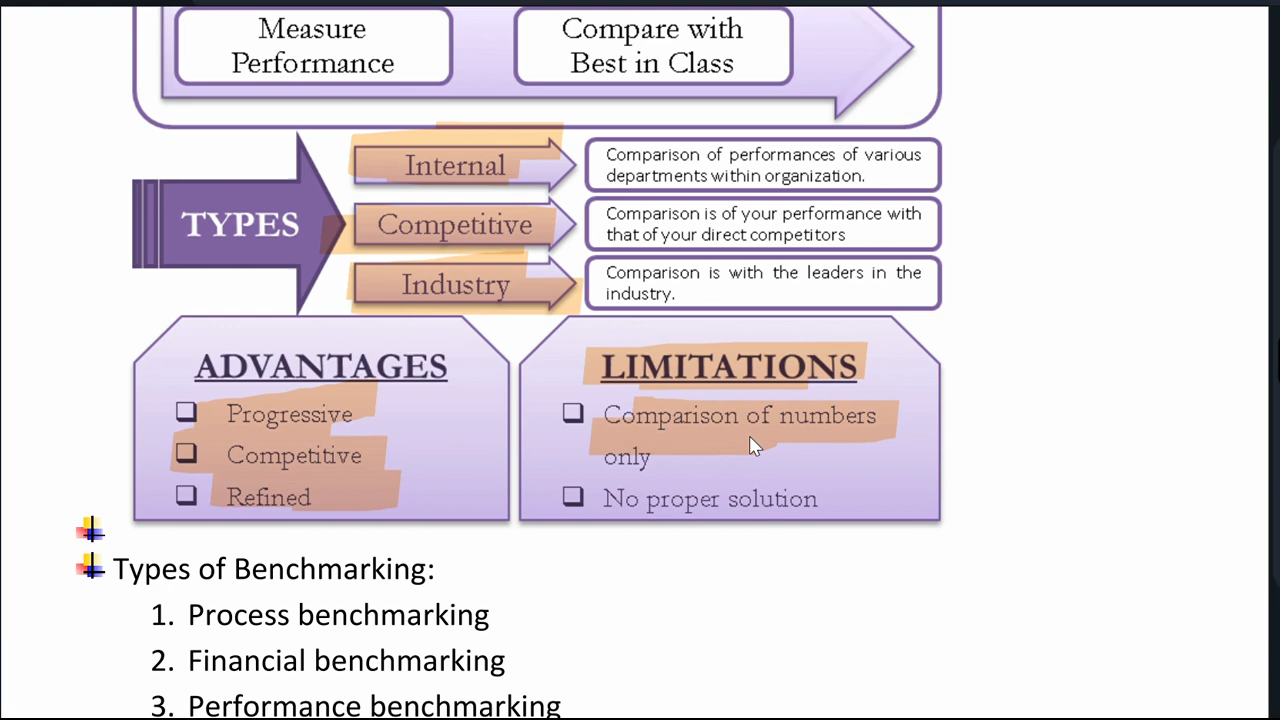 Measure
Performance
Compare with
Best in Class
TYPES
Internal
Comparison of performances of various
departments within organization.
Competitive
Comparison is of your performance with
that of your direct competitors
Industry
Comparison is with the leaders in the
industry.
ADVANTAGES
Progressive
Competitive
Refined
LIMITATIONS
Comparison of numbers
only
No proper solution
Types of Benchmarking:
1. Process benchmarking
2. Financial benchmarking
3. Performance benchmarking